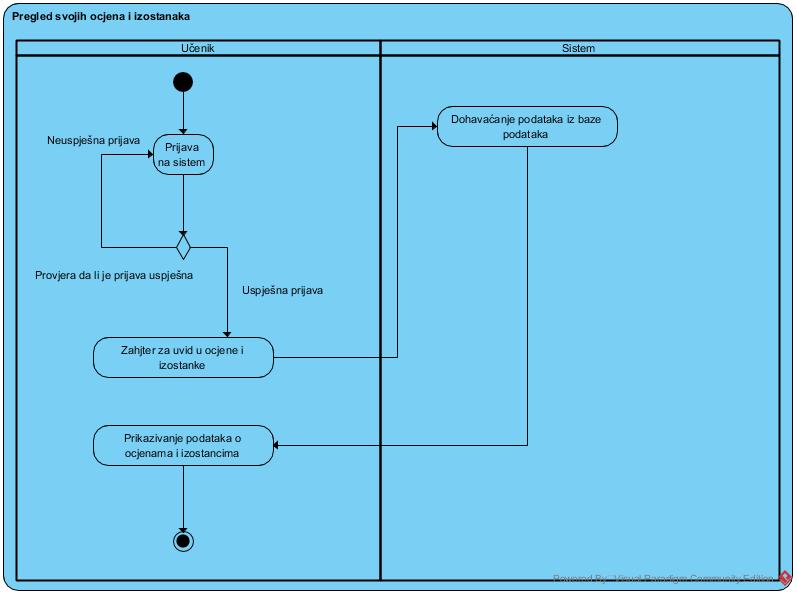 Pregled svojih ocjena i izostanaka
Učenik
Sistem
Dohavaćanje podataka iz baze
podataka
Neuspješna prijava
Prijava
na sistem
Provjera da li je prijava uspješna
Uspješna prijava
Zahjter za uvid u ocjene i
izostanke
Prikazivanje podataka o
ocjenama i izostancima
Powered By Visual Paradigm Community Edition